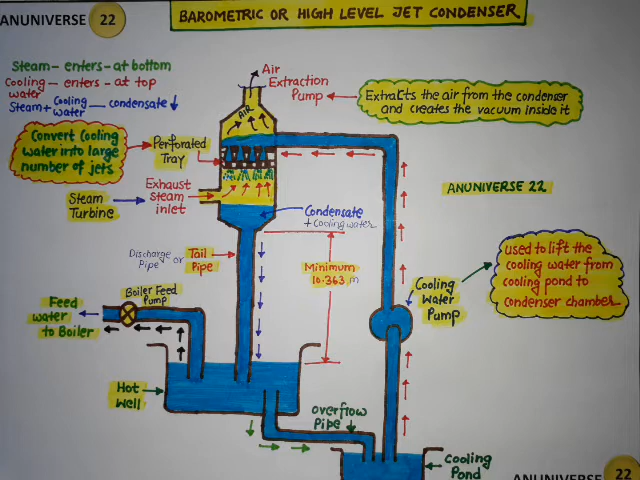 ANUNIVERSE 22
BAROMETRIC OR HIGH LEVEL JET CONDENSER
Steam - enters - at bottom
Cooling - enters - at top
water
Steam + Cooling water — condensate ↓
Air
Extraction
Pump
Extracts the air from the condenser
and creates the vacuum inside it
AIR
Convert Cooling
water into large
number of jets
Perforated
Tray
Exhaust
Steam
inlet
Steam
Turbine
ANUNIVERSE 22
Condensate
+ Cooling water
Discharge
Pipe
or
Tail
Pipe
Minimum
10.363 m
used to lift the
cooling water from
cooling pond to
condenser chamber.
Cooling
Water
Pump
Boiler Feed
Pump
Feed
water
to Boiler
Hot
Well
overflow
Pipe
Cooling
Pond
ANUNIVERSE 22